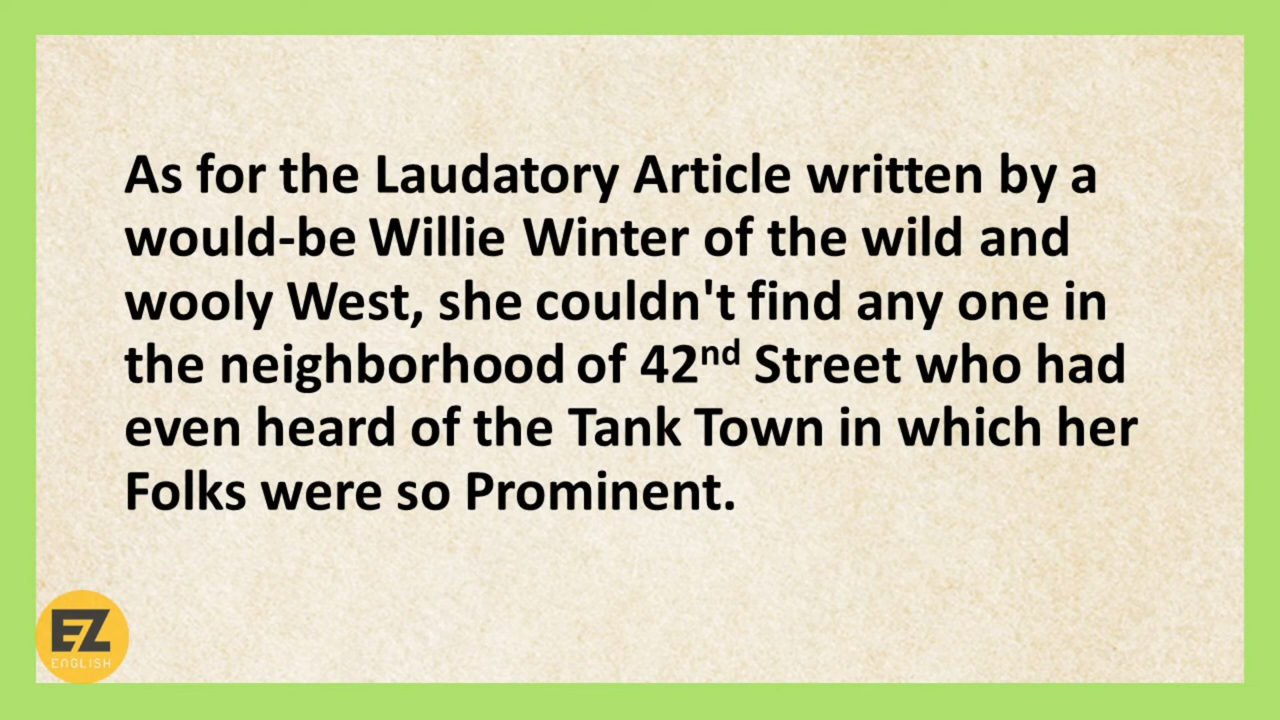 As for the Laudatory Article written by a
would-be Willie Winter of the wild and
wooly West, she couldn't find any one in
the neighborhood of 42nd Street who had
even heard of the Tank Town in which her
Folks were so Prominent.
EZ
ENGLISH